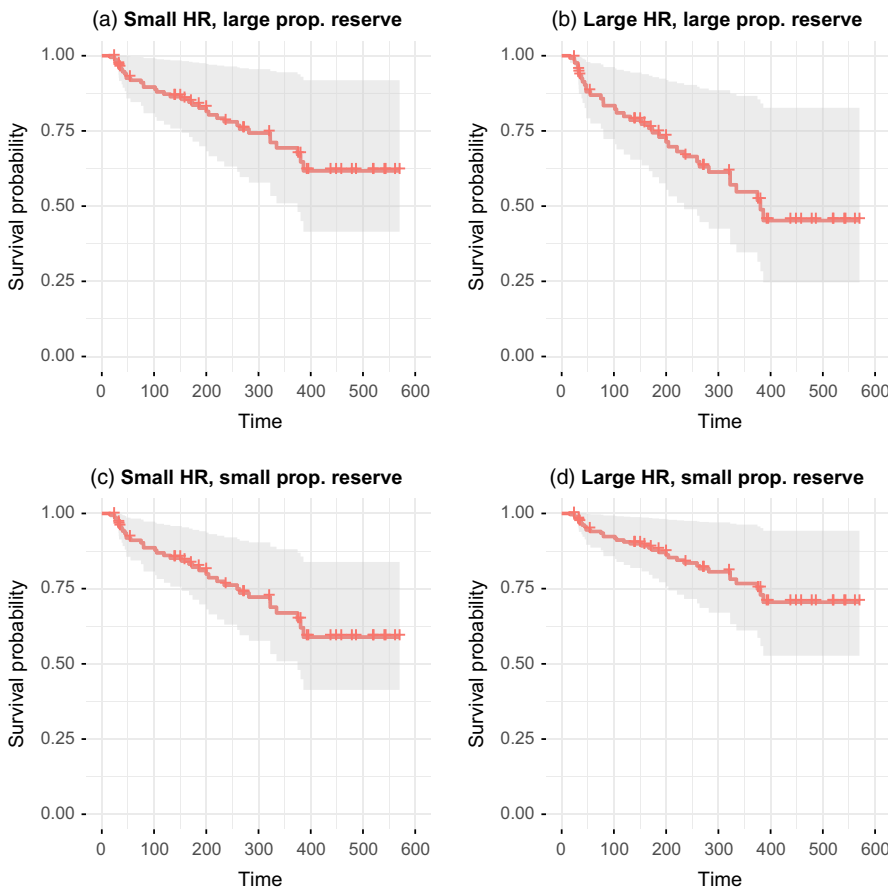 (a) Small HR, large prop. reserve
1.00
0.75
0.50
0.25
0.00
Survival probability
0 100 200 300 400 500 600
Time
(b) Large HR, large prop. reserve
1.00
0.75
0.50
0.25
0.00
Survival probability
0 100 200 300 400 500 600
Time
(c) Small HR, small prop. reserve
1.00
0.75
0.50
0.25
0.00
Survival probability
0 100 200 300 400 500 600
Time
(d) Large HR, small prop. reserve
1.00
0.75
0.50
0.25
0.00
Survival probability
0 100 200 300 400 500 600
Time